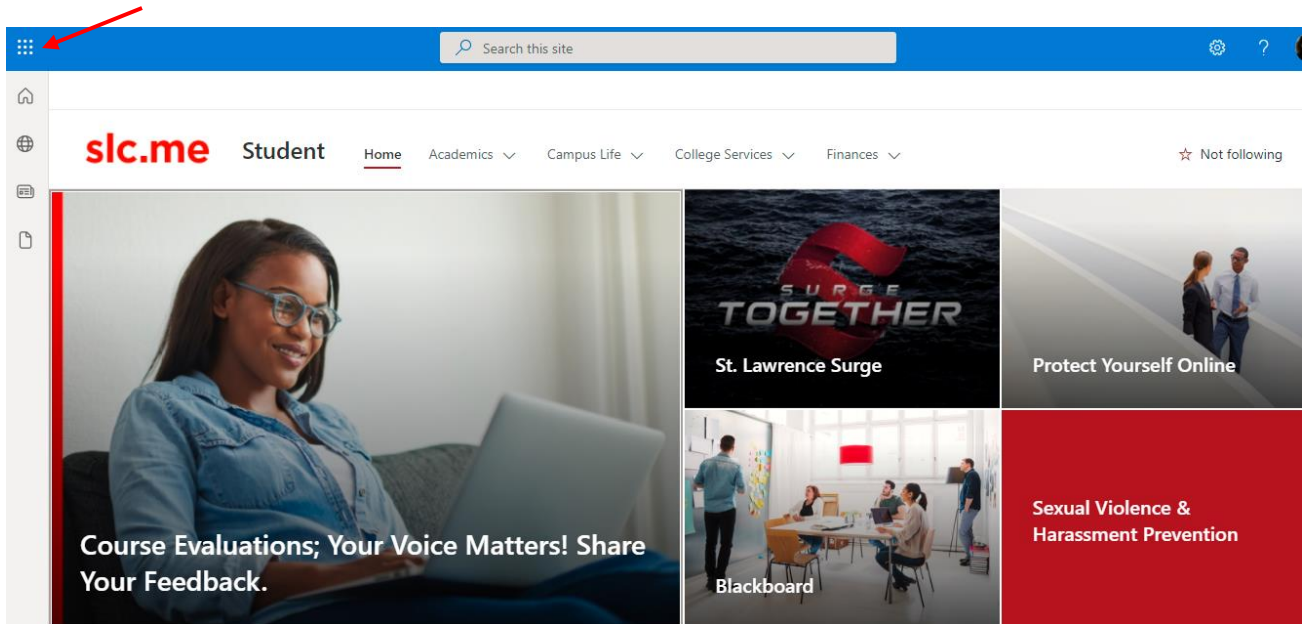 Search this site
?
slc.me Student Home Academics Campus Life College Services Finances Not following
SURGE
TOGETHER
St. Lawrence Surge
Protect Yourself Online
Course Evaluations; Your Voice Matters! Share
Your Feedback.
Blackboard
Sexual Violence &
Harassment Prevention